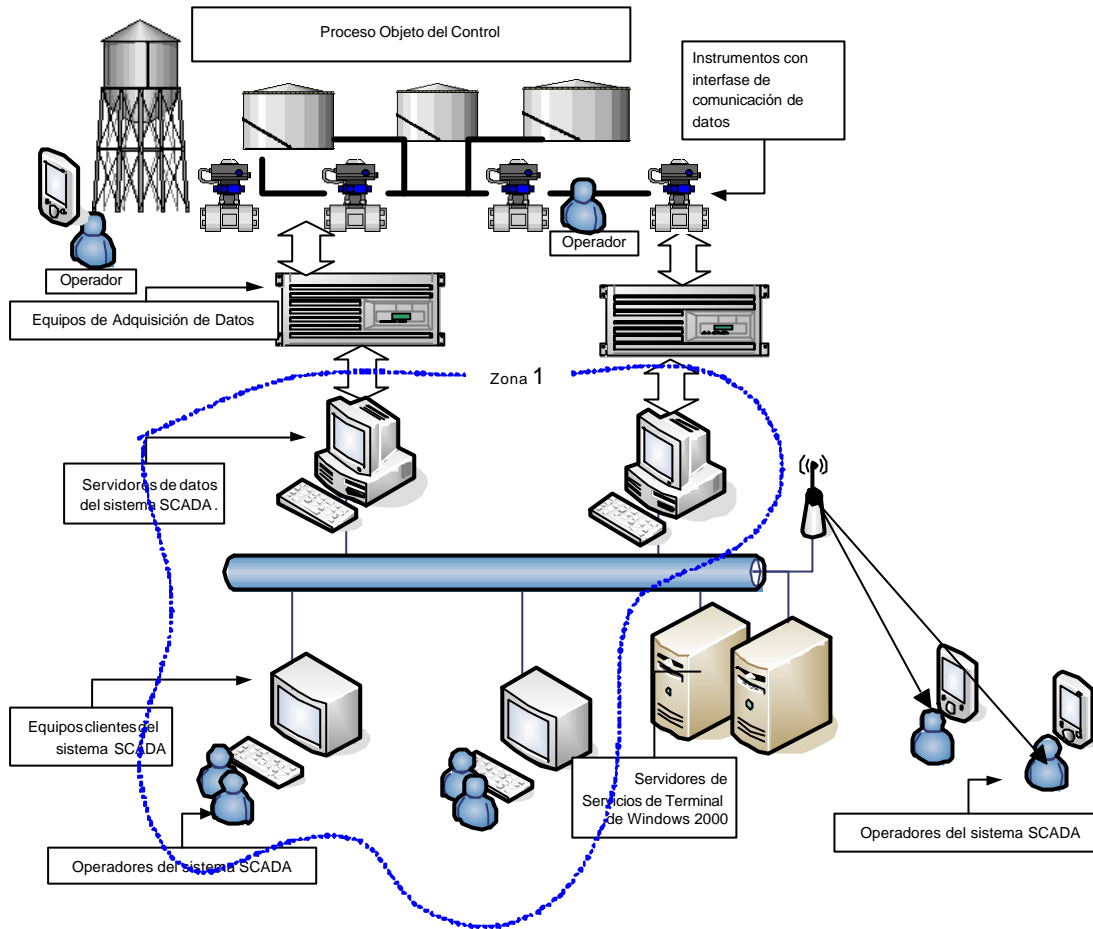 Proceso Objeto del Control
Instrumentos con
interfase de
comunicación de
datos
Operador
Operador
Equipos de Adquisición de Datos
Zona 1
Servidores de datos
del sistema SCADA .
Equipos clientes del
sistema SCADA
Servidores de
Servicios de Terminal
de Windows 2000
Operadores del sistema SCADA
Operadores del sistema SCADA